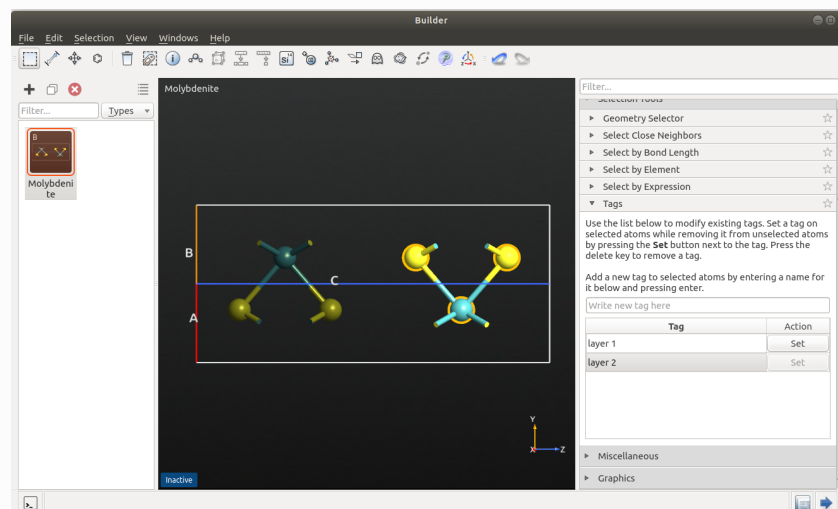 Builder
File Edit Selection View Windows Help
Si 14
Filter...
Types
B
Molybdeni
te
Molybdenite
B
C
A
Y
X
Z
Inactive
Filter...
Selection Tools
Geometry Selector
Select Close Neighbors
Select by Bond Length
Select by Element
Select by Expression
Tags
Use the list below to modify existing tags. Set a tag on
selected atoms while removing it from unselected atoms
by pressing the Set button next to the tag. Press the
delete key to remove a tag.
Add a new tag to selected atoms by entering a name for
it below and pressing enter.
Write new tag here
Tag Action
layer 1 Set
layer 2 Set
Miscellaneous
Graphics